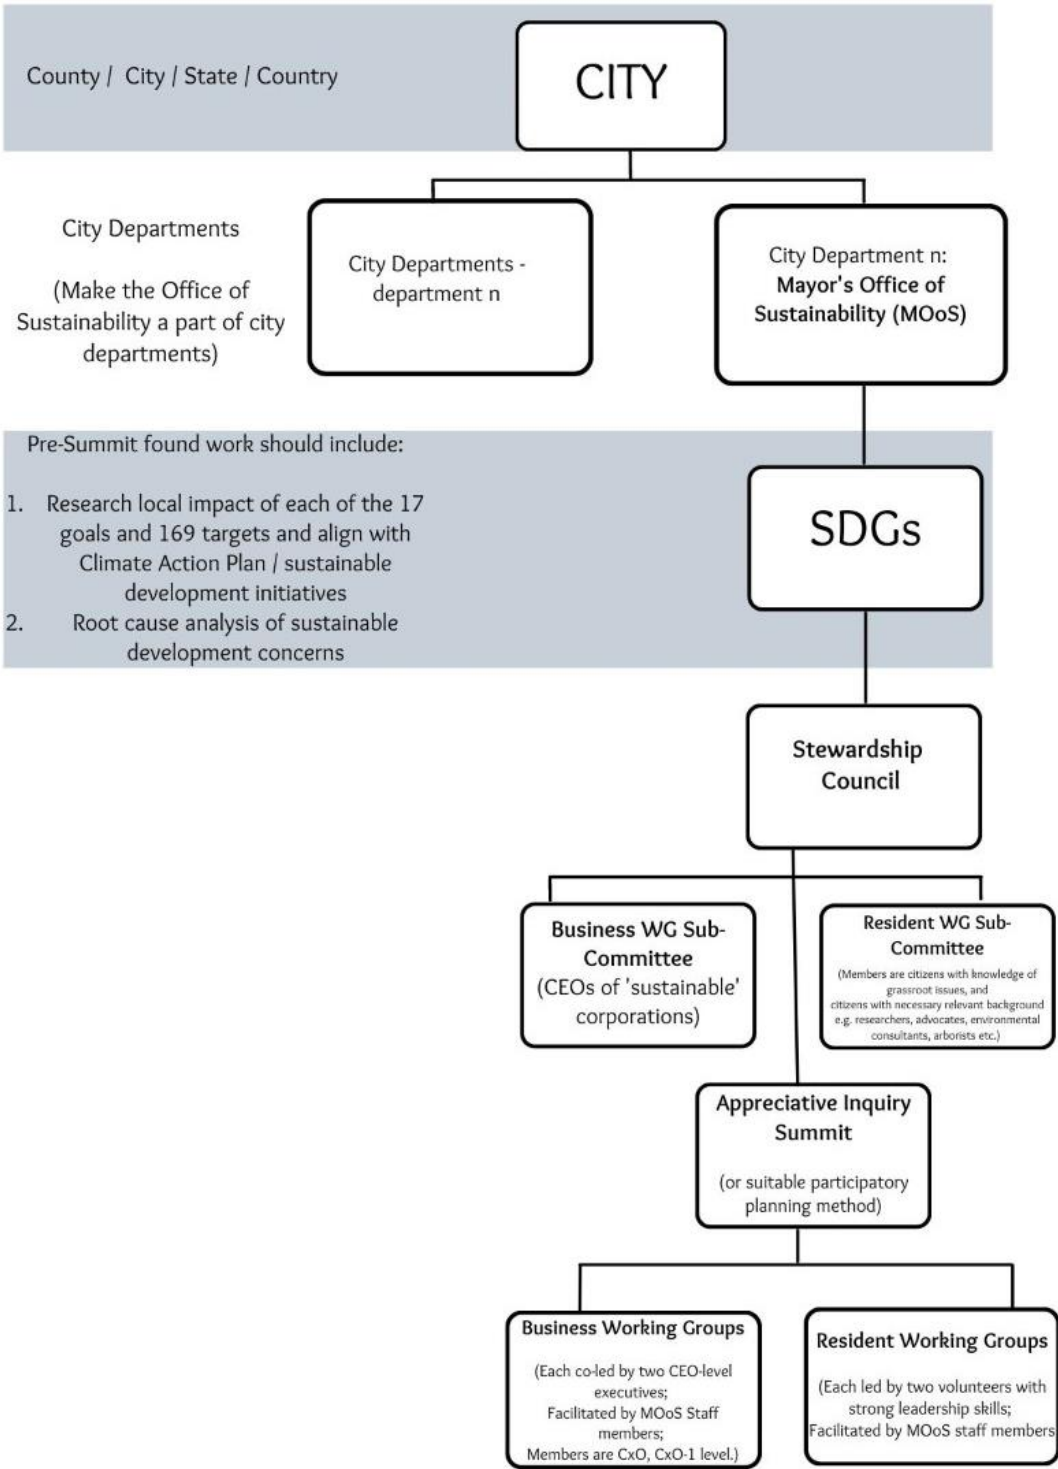 County / City / State / Country
CITY
City Departments
(Make the Office of
Sustainability a part of city
departments)
City Departments -
department n
City Department n:
Mayor's Office of
Sustainability (MOoS)
Pre-Summit found work should include:
1. Research local impact of each of the 17
goals and 169 targets and align with
Climate Action Plan / sustainable
development initiatives
2. Root cause analysis of sustainable
development concerns
SDGs
Stewardship
Council
Business WG Sub-
Committee
(CEOs of 'sustainable'
corporations)
Resident WG Sub-
Committee
(Members are citizens with knowledge of
grassroot issues, and
citizens with necessary relevant background
e.g. researchers, advocates, environmental
consultants, arborists etc.)
Appreciative Inquiry
Summit
(or suitable participatory
planning method)
Business Working Groups
(Each co-led by two CEO-level
executives;
Facilitated by MOoS Staff
members;
Members are CxO, CxO-1 level.)
Resident Working Groups
(Each led by two volunteers with
strong leadership skills;
Facilitated by MOoS staff members